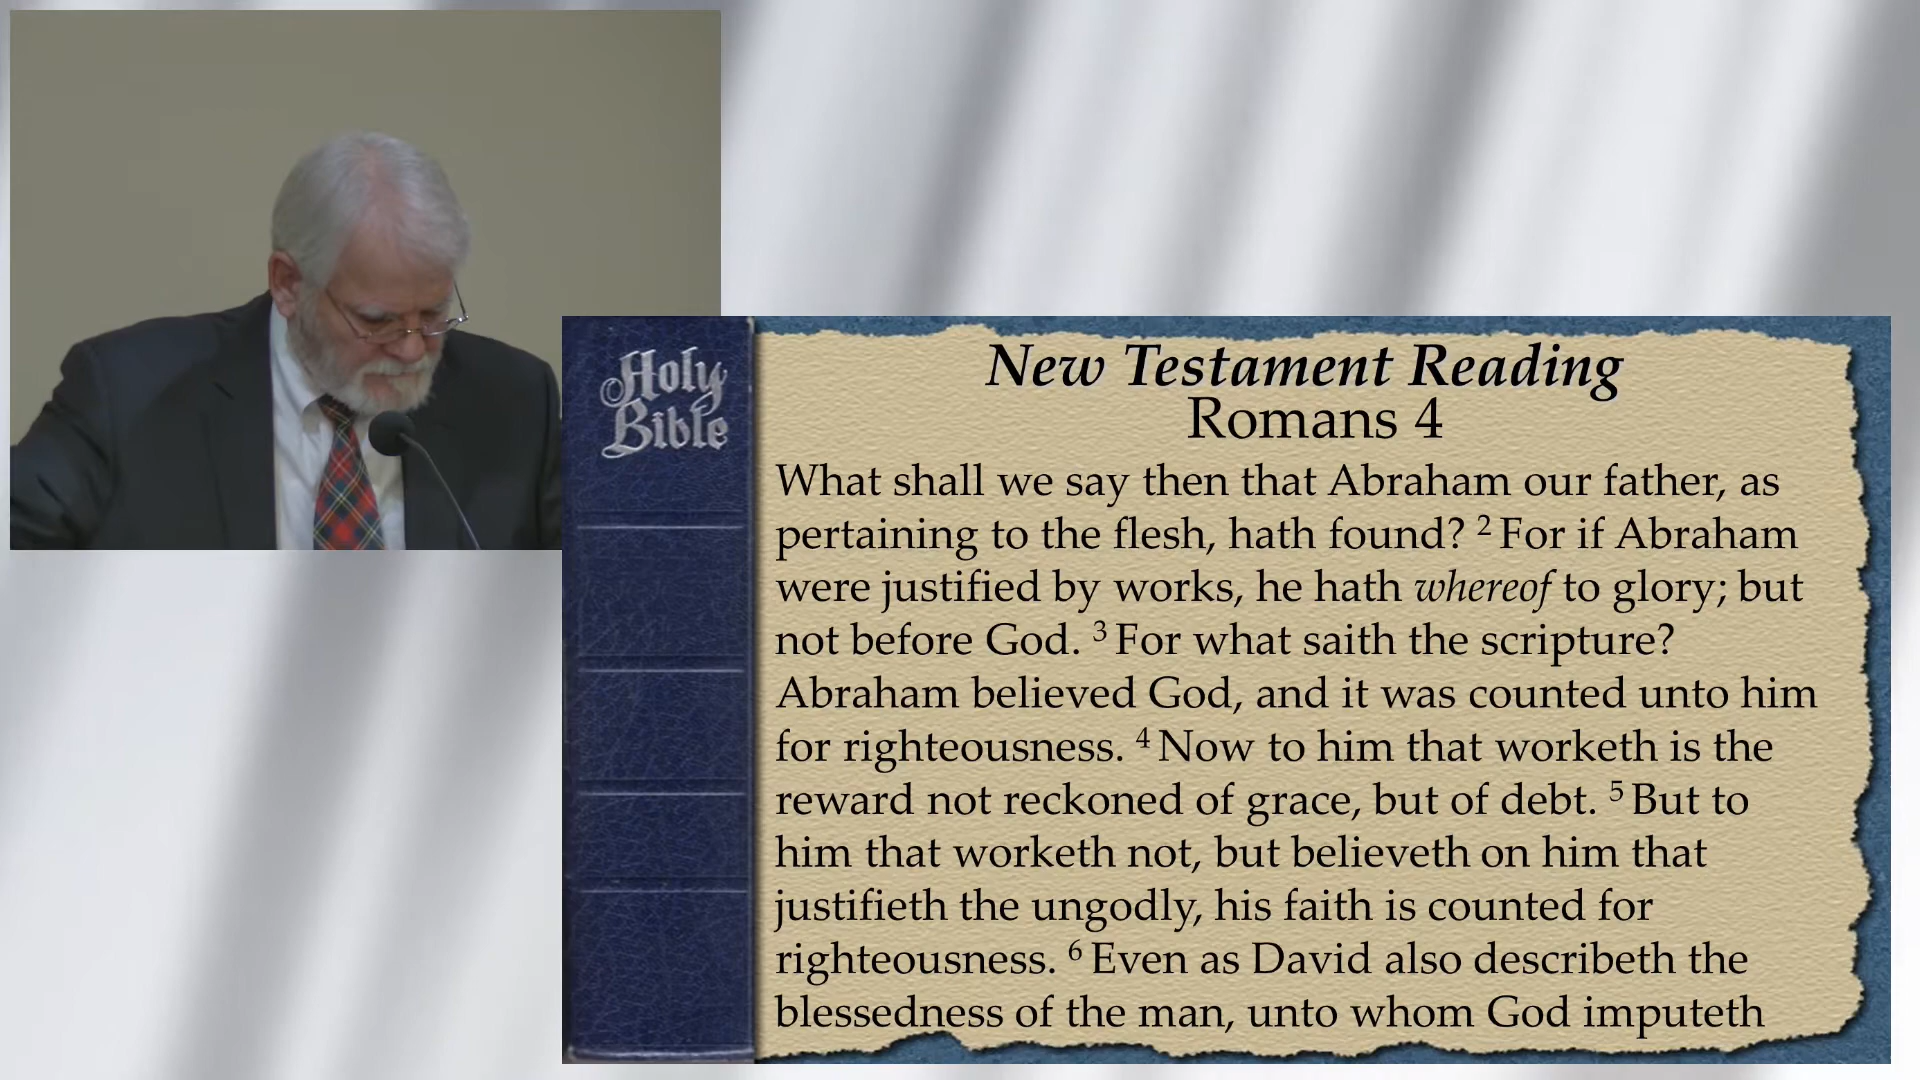 Holy
Bible
New Testament Reading
Romans 4
What shall we say then that Abraham our father, as
pertaining to the flesh, hath found? 2 For if Abraham
were justified by works, he hath whereof to glory; but
not before God. 3 For what saith the scripture?
Abraham believed God, and it was counted unto him
for righteousness. 4 Now to him that worketh is the
reward not reckoned of grace, but of debt. 5 But to
him that worketh not, but believeth on him that
justifieth the ungodly, his faith is counted for
righteousness. 6 Even as David also describeth the
blessedness of the man, unto whom God imputeth